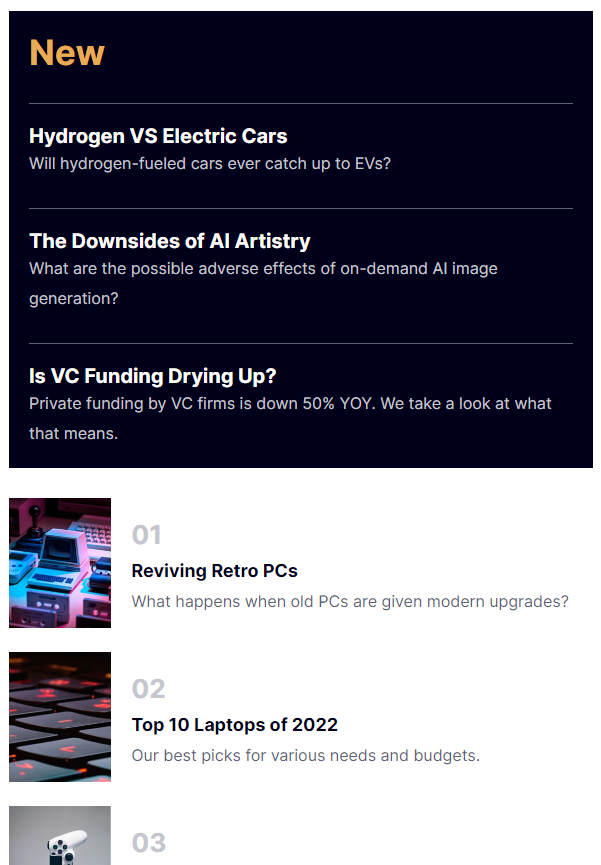 New
Hydrogen VS Electric Cars
Will hydrogen-fueled cars ever catch up to EVs?
The Downsides of AI Artistry
What are the possible adverse effects of on-demand AI image
generation?
Is VC Funding Drying Up?
Private funding by VC firms is down 50% YOY. We take a look at what
that means.
01
Reviving Retro PCs
What happens when old PCs are given modern upgrades?
02
Top 10 Laptops of 2022
Our best picks for various needs and budgets.
03